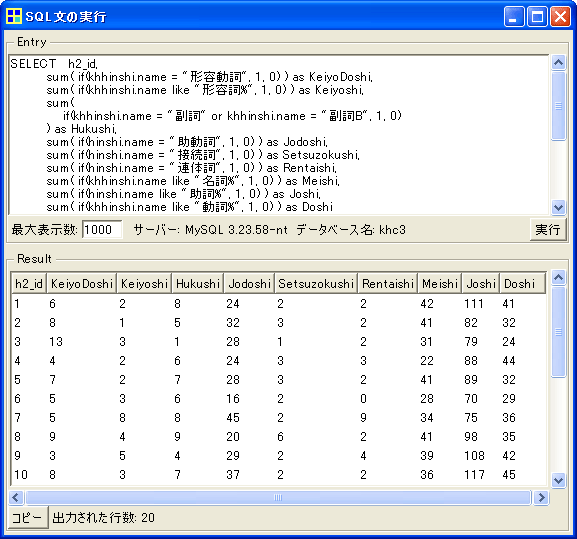 SQL文の実行
Entry
SELECT h2_id,
sum( if(khhinshi.name = "形容動詞", 1, 0) ) as KeiyoDoshi,
sum( if(khhinshi.name like "形容詞%", 1, 0) ) as Keiyoshi,
sum(
if(khhinshi.name = "副詞" or khhinshi.name = "副詞B", 1, 0)
) as Hukushi,
sum( if(hinshi.name = "助動詞", 1, 0) ) as Jodoshi,
sum( if(hinshi.name = "接続詞", 1, 0) ) as Setsuzokushi,
sum( if(hinshi.name = "連体詞", 1, 0) ) as Rentaishi,
sum( if(khhinshi.name like "名詞%", 1, 0) ) as Meishi,
sum( if(hinshi.name like "助詞%", 1, 0) ) as Joshi,
sum( if(khhinshi.name like "動詞%", 1, 0) ) as Doshi
最大表示数: 1000 サーバー: MySQL 3.23.58-nt データベース名: khc3 実行
Result
h2_id KeiyoDoshi Keiyoshi Hukushi Jodoshi Setsuzokushi Rentaishi Meishi Joshi Doshi
1 6 2 8 24 2 2 42 111 41
2 8 1 5 32 3 2 41 82 32
3 13 3 1 28 1 2 31 79 24
4 4 2 6 24 3 3 22 88 44
5 7 2 7 28 3 2 41 89 32
6 5 3 6 16 2 0 28 70 29
7 5 8 8 45 2 9 34 75 36
8 9 4 9 20 6 2 41 98 35
9 3 5 4 29 2 4 39 108 42
10 8 3 7 37 2 2 36 117 45
コピー 出力された行数: 20